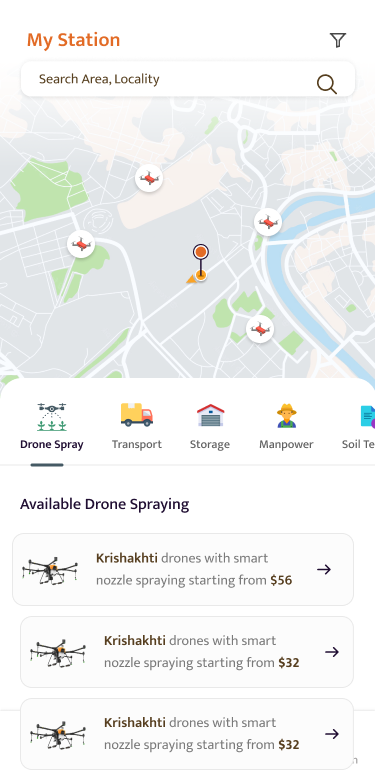 My Station
Search Area, Locality
Drone Spray
Transport
Storage
Manpower
Soil Te
Available Drone Spraying
Krishakhti drones with smart
nozzle spraying starting from $56
Krishakhti drones with smart
nozzle spraying starting from $32
Krishakhti drones with smart
nozzle spraying starting from $32